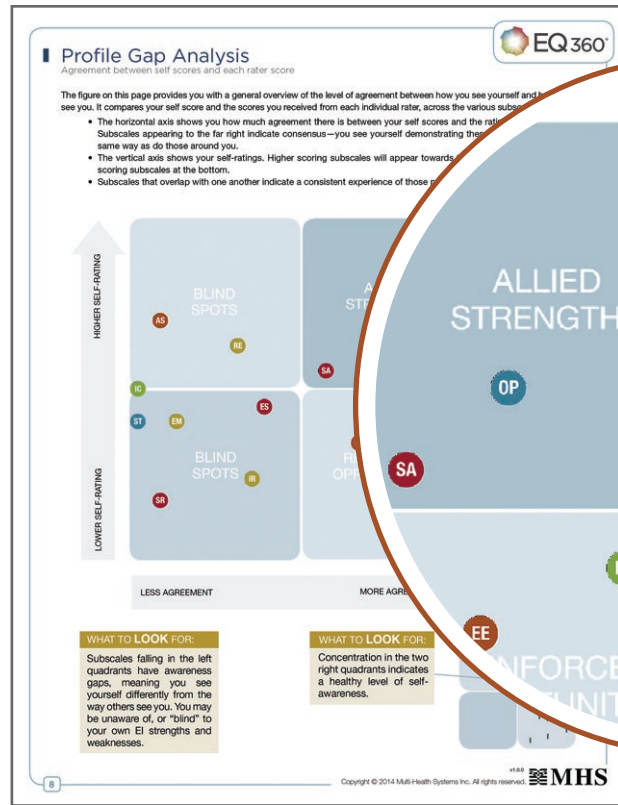 EQ 360°
Profile Gap Analysis
Agreement between self scores and each rater score
The figure on this page provides you with a general overview of the level of agreement between how you see yourself and
see you. It compares your self score and the scores you received from each individual rater, across the various
• The horizontal axis shows you how much agreement there is between your self scores and the
Subscales appearing to the far right indicate consensus—you see yourself demonstrating
same way as do those around you.
• The vertical axis shows your self-ratings. Higher scoring subscales will appear towards
scoring subscales at the bottom.
• Subscales that overlap with one another indicate a consistent experience of those
HIGHER SELF-RATING
LOWER SELF-RATING
BLIND
SPOTS
AS
RE
SA
IC
ST
EM
ES
BLIND
SPOTS
IR
SR
ALLIED
STRENGTH
OP
SA
EE
LESS AGREEMENT
WHAT TO LOOK FOR:
Subscales falling in the left
quadrants have awareness
gaps, meaning you see
yourself differently from the
way others see you. You may
be unaware of, or “blind” to
your own EI strengths and
weaknesses.
WHAT TO LOOK FOR:
Concentration in the two
right quadrants indicates
a healthy level of self-
awareness.
8
v1.0.0
Copyright © 2014 Multi-Health Systems Inc. All rights reserved.
MHS